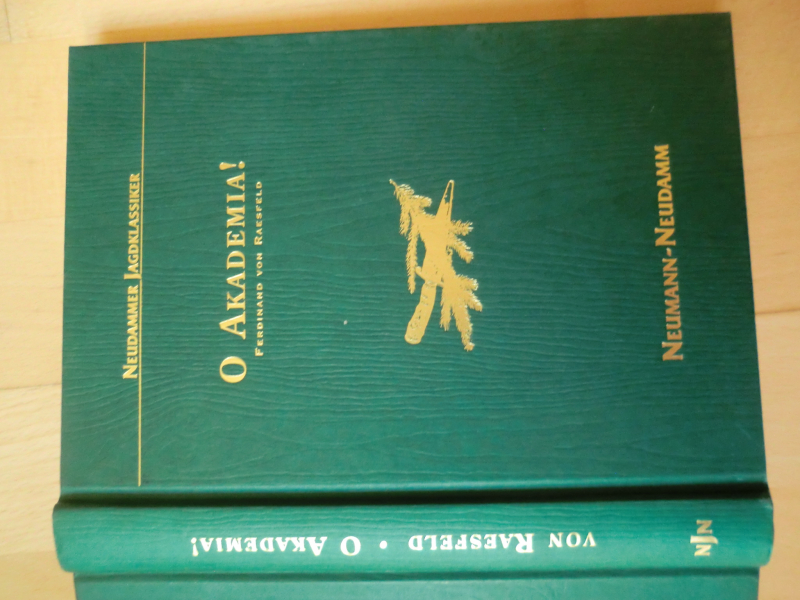 NEUDAMMER JAGDKLASSIKER
O AKADEMIA!
FERDINAND VON RAESFELD
NEUMANN-NEUDAMM
VON RAESFELD • O AKADEMIA!
NJN